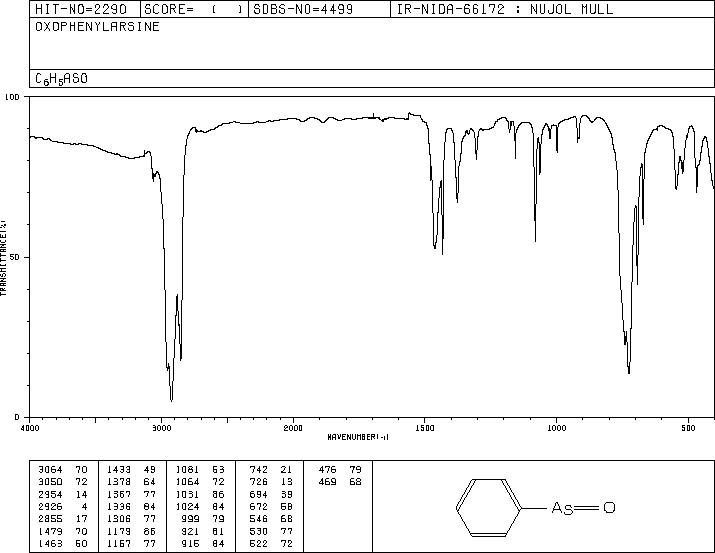 HIT-NO=2290 SCORE= ( ) SDBS-NO=4499 IR-NIDA-66172 : NUJOL MULL
OXOPHENYLARSINE
C6H5ASO
100
50
0
TRANSMITTANCE(%)
4000 3000 2000 1500 1000 500
WAVENUMBER(-1)
3064 70 1433 49 1081 53 742 21 476 79
3050 72 1378 64 1064 72 726 13 469 68
2954 14 1367 77 1031 86 694 39
2926 4 1336 84 1024 84 672 58
2855 17 1306 77 999 79 546 68
1479 70 1179 86 921 81 530 77
1463 50 1157 77 916 84 522 72
As O